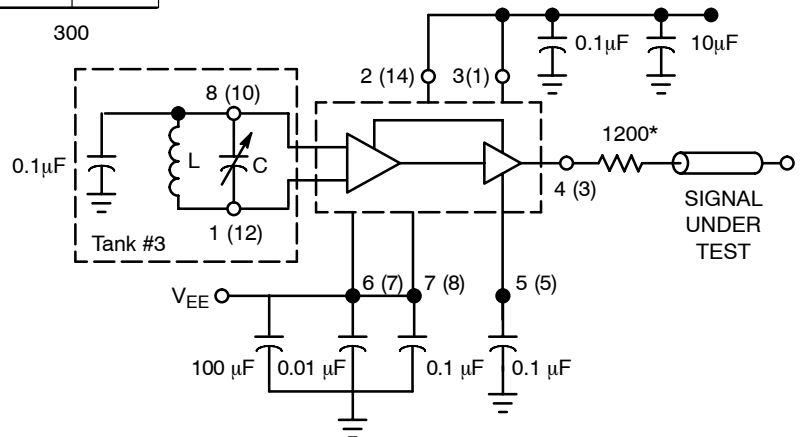 300
0.1μF
10μF
2 (14)
3(1)
8 (10)
1200*
0.1μF
L
C
4 (3)
SIGNAL
UNDER
TEST
1 (12)
Tank #3
6 (7)
7 (8)
5 (5)
VEE
100 μF
0.01 μF
0.1 μF
0.1 μF